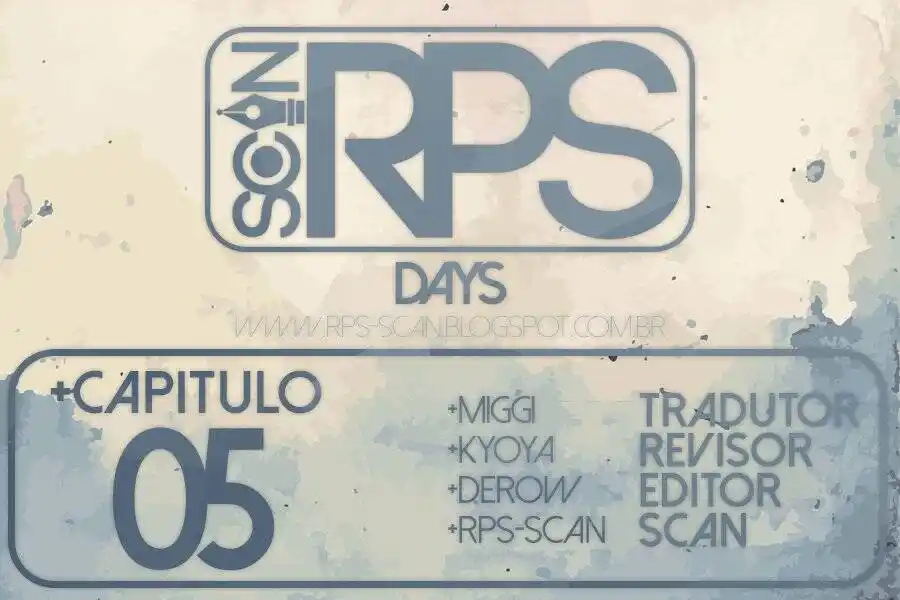 SCAN
RPS
DAYS
WWW.RPS-SCAN.BLOGSPOT.COM.BR
+CAPITULO
05
+MIGGI TRADUTOR
+KYOYA REVISOR
+DEROW EDITOR
+RPS-SCAN SCAN